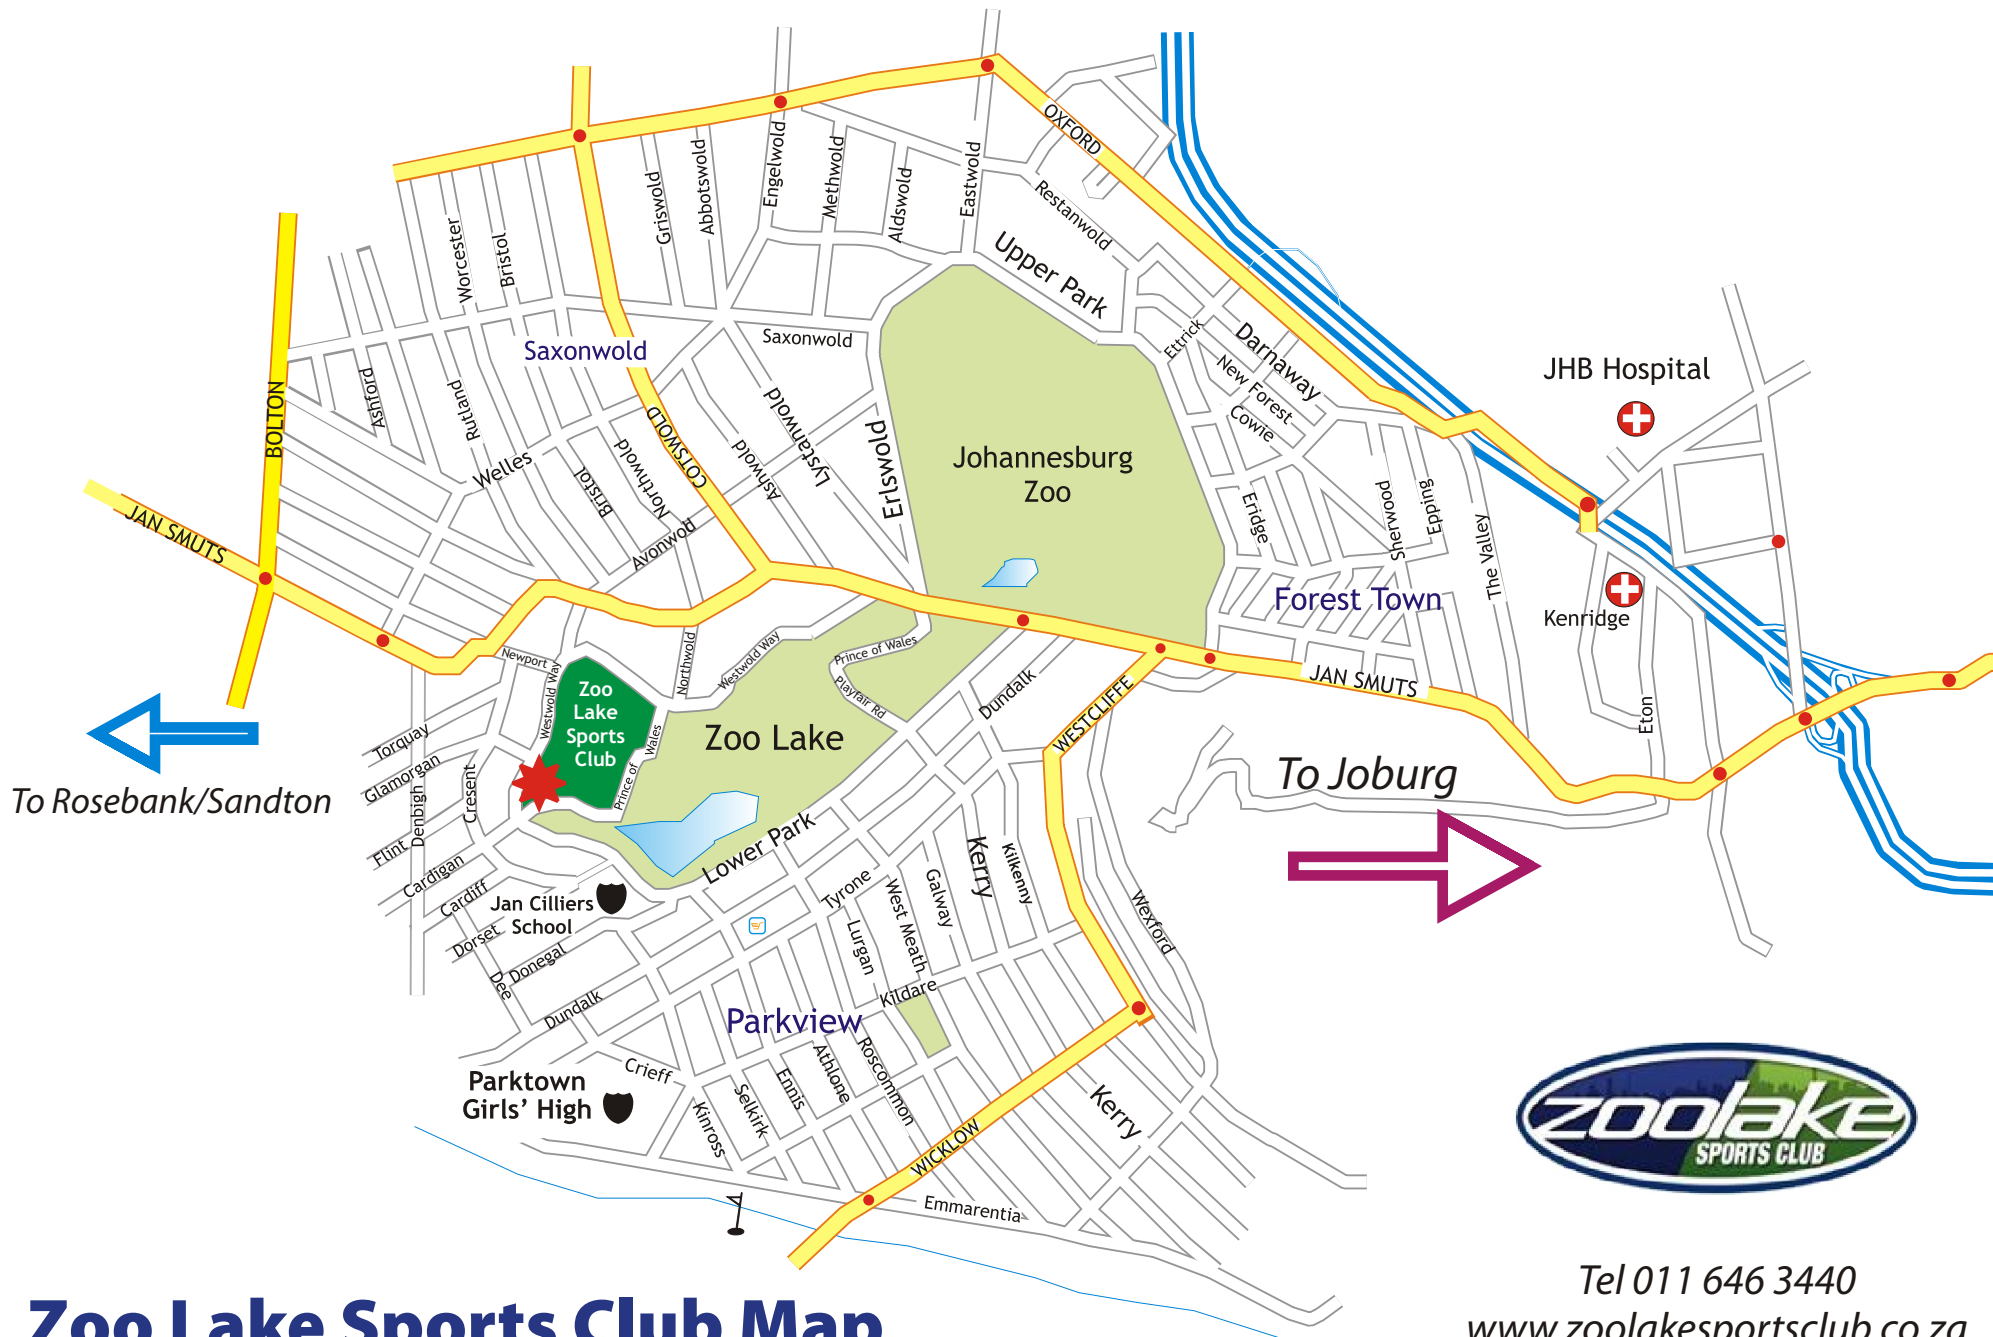 OXFORD
Engelwold
Methwold
Aldswold
Eastwold
Abbotswold
Griswold
Restanwold
Worcester
Bristol
Upper Park
Saxonwold
Saxonwold
Ettrick
Darnaway
New Forest
Cowie
JHB Hospital
Ashford
Rutland
BOLTON
COTSWOLD
Lystanwold
Ashwold
Erlswold
Welles
Northwold
Bristol
Avonwod
Johannesburg
Zoo
Eridge
Sherwood
Epping
The Valley
JAN SMUTS
Forest Town
Kenridge
Newport
Westwold Way
Northwold
Westwold Way
Prince of Wales
Playfair Rd
Dundalk
WESTCLIFFE
JAN SMUTS
Eton
Zoo
Lake
Sports
Club
Prince of Wales
Zoo Lake
Torquay
Glamorgan
Cresent
Denbigh
Flint
Cardigan
Cardiff
Dorset
Dee
Donegal
Dundalk
To Rosebank/Sandton
To Joburg
Lower Park
Jan Cilliers
School
Tyrone
Lurgan
West Meath
Galway
Kerry
Kilkenny
Wexford
Kildare
Parkview
Crieff
Kinross
Selkirk
Ennis
Athlone
Roscommon
Parktown
Girls’ High
WICKLOW
Kerry
Emmarentia
zoolake
SPORTS CLUB
Tel 011 646 3440
www.zoolakesportsclub.co.za
Zoo Lake Sports Club Map